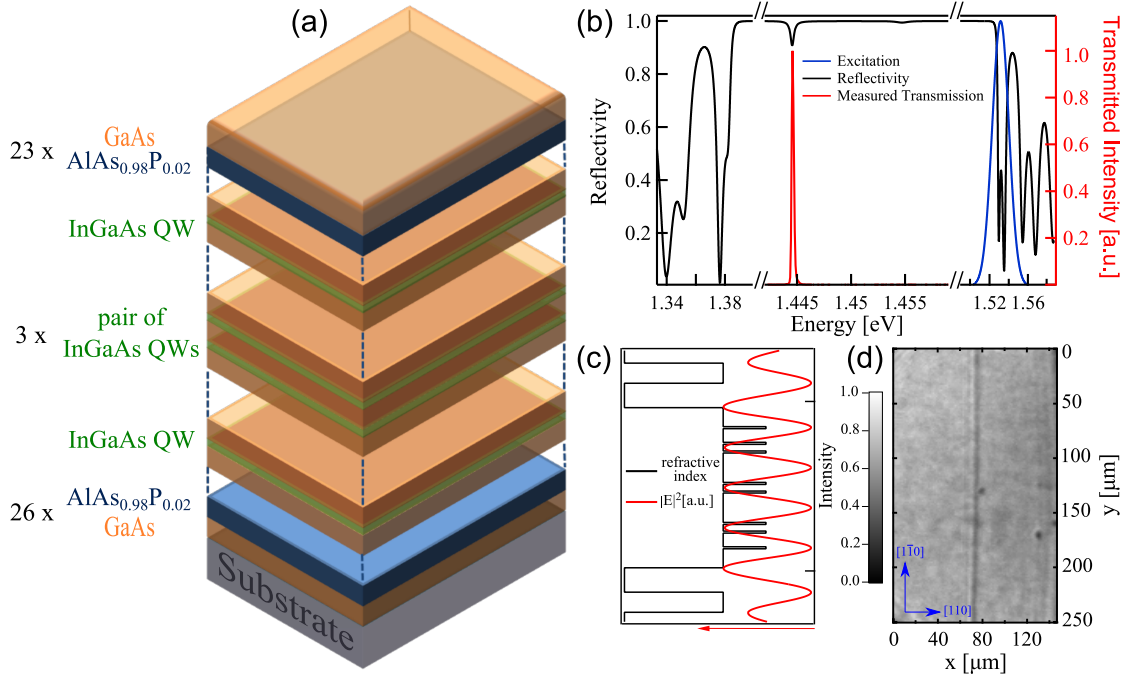 (a)
23 x
GaAs
AlAs0.98P0.02
InGaAs QW
3 x
pair of
InGaAs QWs
InGaAs QW
26 x
AlAs0.98P0.02
GaAs
Substrate
(b)
1.0
0.8
0.6
0.4
0.2
Reflectivity
Excitation
Reflectivity
Measured Transmission
1.0
0.8
0.6
0.4
0.2
Transmitted Intensity [a.u.]
1.34
1.38
1.445
1.45
1.455
1.52
1.56
Energy [eV]
(c)
refractive
index
|E|²[a.u.]
(d)
1.0
0.8
0.6
0.4
0.2
0.0
Intensity
[11̄0]
[110]
0
50
100
150
200
250
y [µm]
0
40
80
120
x [µm]